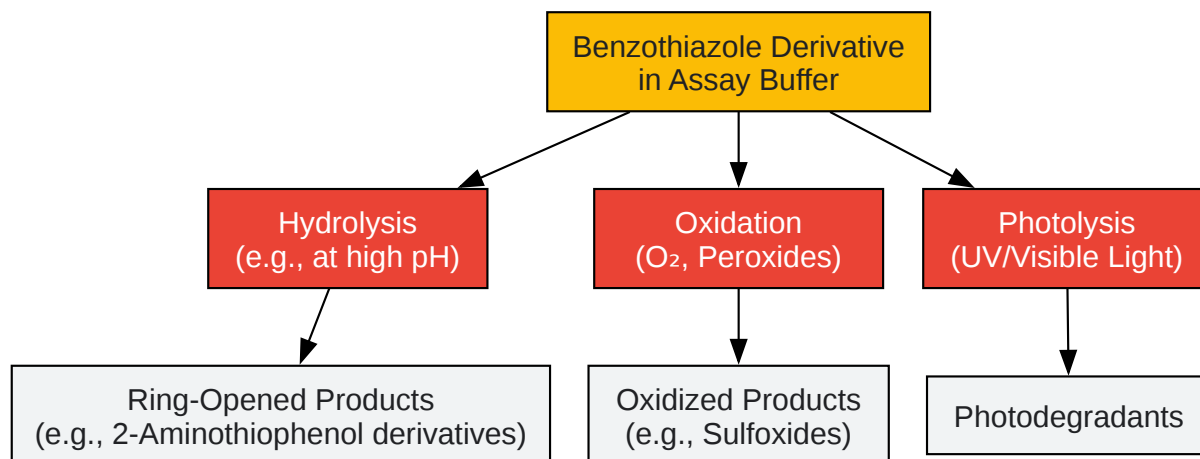 Benzothiazole Derivative
in Assay Buffer
Hydrolysis
(e.g., at high pH)
Oxidation
(O₂, Peroxides)
Photolysis
(UV/Visible Light)
Ring-Opened Products
(e.g., 2-Aminothiophenol derivatives)
Oxidized Products
(e.g., Sulfoxides)
Photodegradants